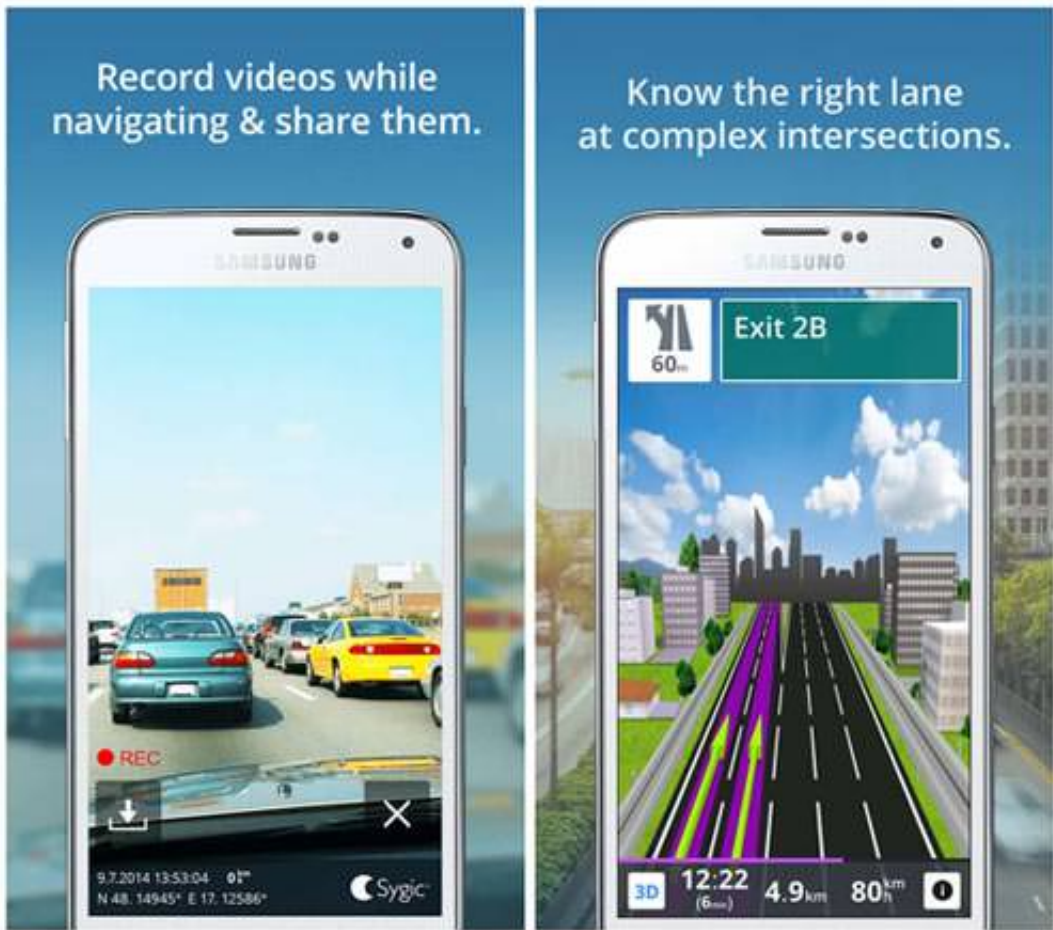 Record videos while
navigating & share them.
SAMSUNG
REC
9.7.2014 13:53:04
N 48. 14945° E 17. 12586°
Sygic
Know the right lane
at complex intersections.
SAMSUNG
60m
Exit 2B
3D
12:22
(6min)
4.9km
80km/h